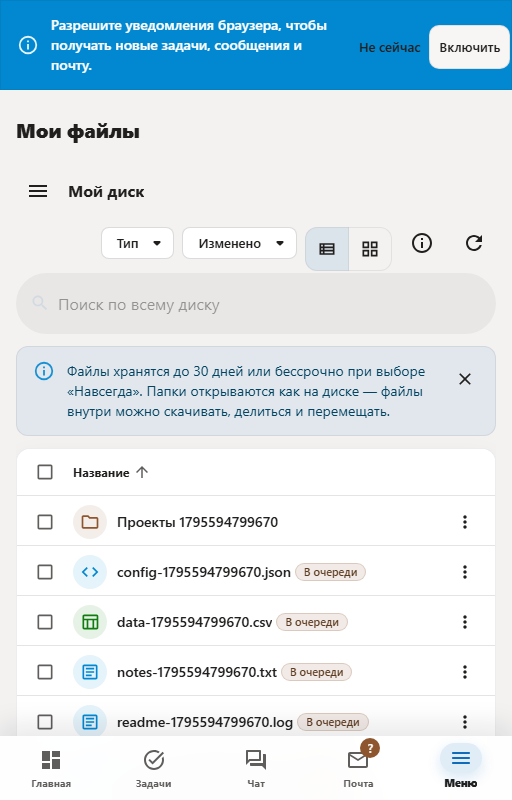 Разрешите уведомления браузера, чтобы
получать новые задачи, сообщения и
почту.
Не сейчас
Включить
Мои файлы
Мой диск
Тип
Изменено
Поиск по всему диску
Файлы хранятся до 30 дней или бессрочно при выборе
«Навсегда». Папки открываются как на диске — файлы
внутри можно скачивать, делиться и перемещать.
Название
Проекты 1795594799670
config-1795594799670.json В очереди
data-1795594799670.csv В очереди
notes-1795594799670.txt В очереди
readme-1795594799670.log В очереди
?
Главная
Задачи
Чат
Почта
Меню